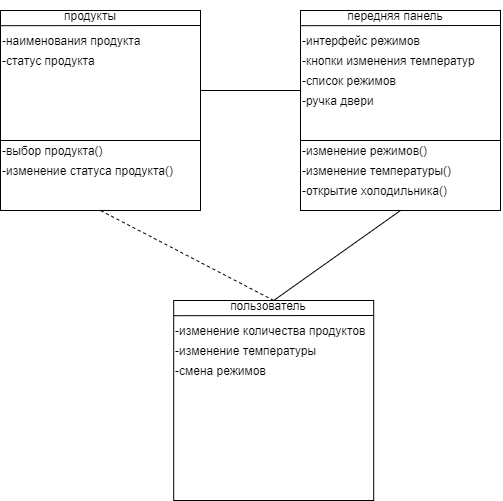 продукты
-наименования продукта
-статус продукта
-выбор продукта()
-изменение статуса продукта()
передняя панель
-интерфейс режимов
-кнопки изменения температур
-список режимов
-ручка двери
-изменение режимов()
-изменение температуры()
-открытие холодильника()
пользователь
-изменение количества продуктов
-изменение температуры
-смена режимов